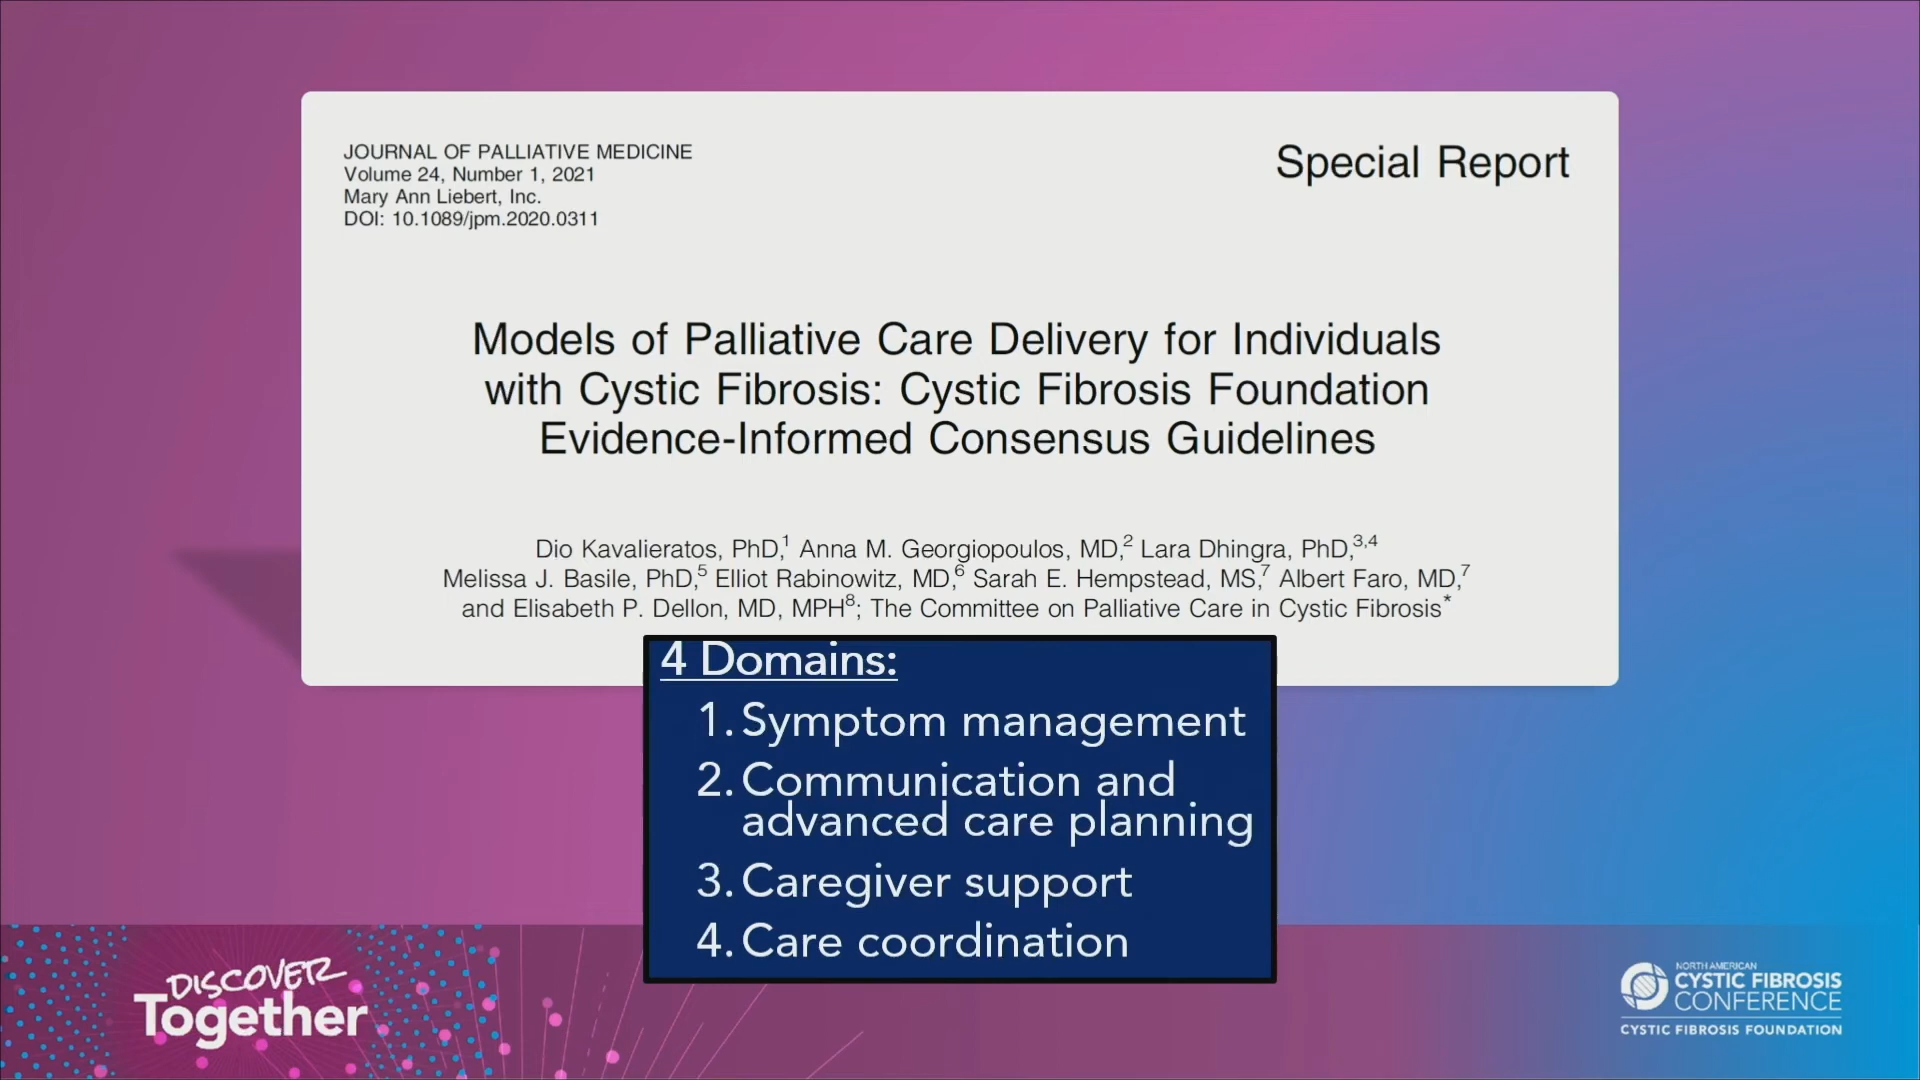 JOURNAL OF PALLIATIVE MEDICINE
Volume 24, Number 1, 2021
Mary Ann Liebert, Inc.
DOI: 10.1089/jpm.2020.0311
Special Report
Models of Palliative Care Delivery for Individuals
with Cystic Fibrosis: Cystic Fibrosis Foundation
Evidence-Informed Consensus Guidelines
Dio Kavalieratos, PhD,1 Anna M. Georgiopoulos, MD,2 Lara Dhingra, PhD,3,4
Melissa J. Basile, PhD,5 Elliot Rabinowitz, MD,6 Sarah E. Hempstead, MS,7 Albert Faro, MD,7
and Elisabeth P. Dellon, MD, MPH8; The Committee on Palliative Care in Cystic Fibrosis*
4 Domains:
1. Symptom management
2. Communication and
advanced care planning
3. Caregiver support
4. Care coordination
DISCOVER
Together
NORTH AMERICAN
CYSTIC FIBROSIS
CONFERENCE
CYSTIC FIBROSIS FOUNDATION